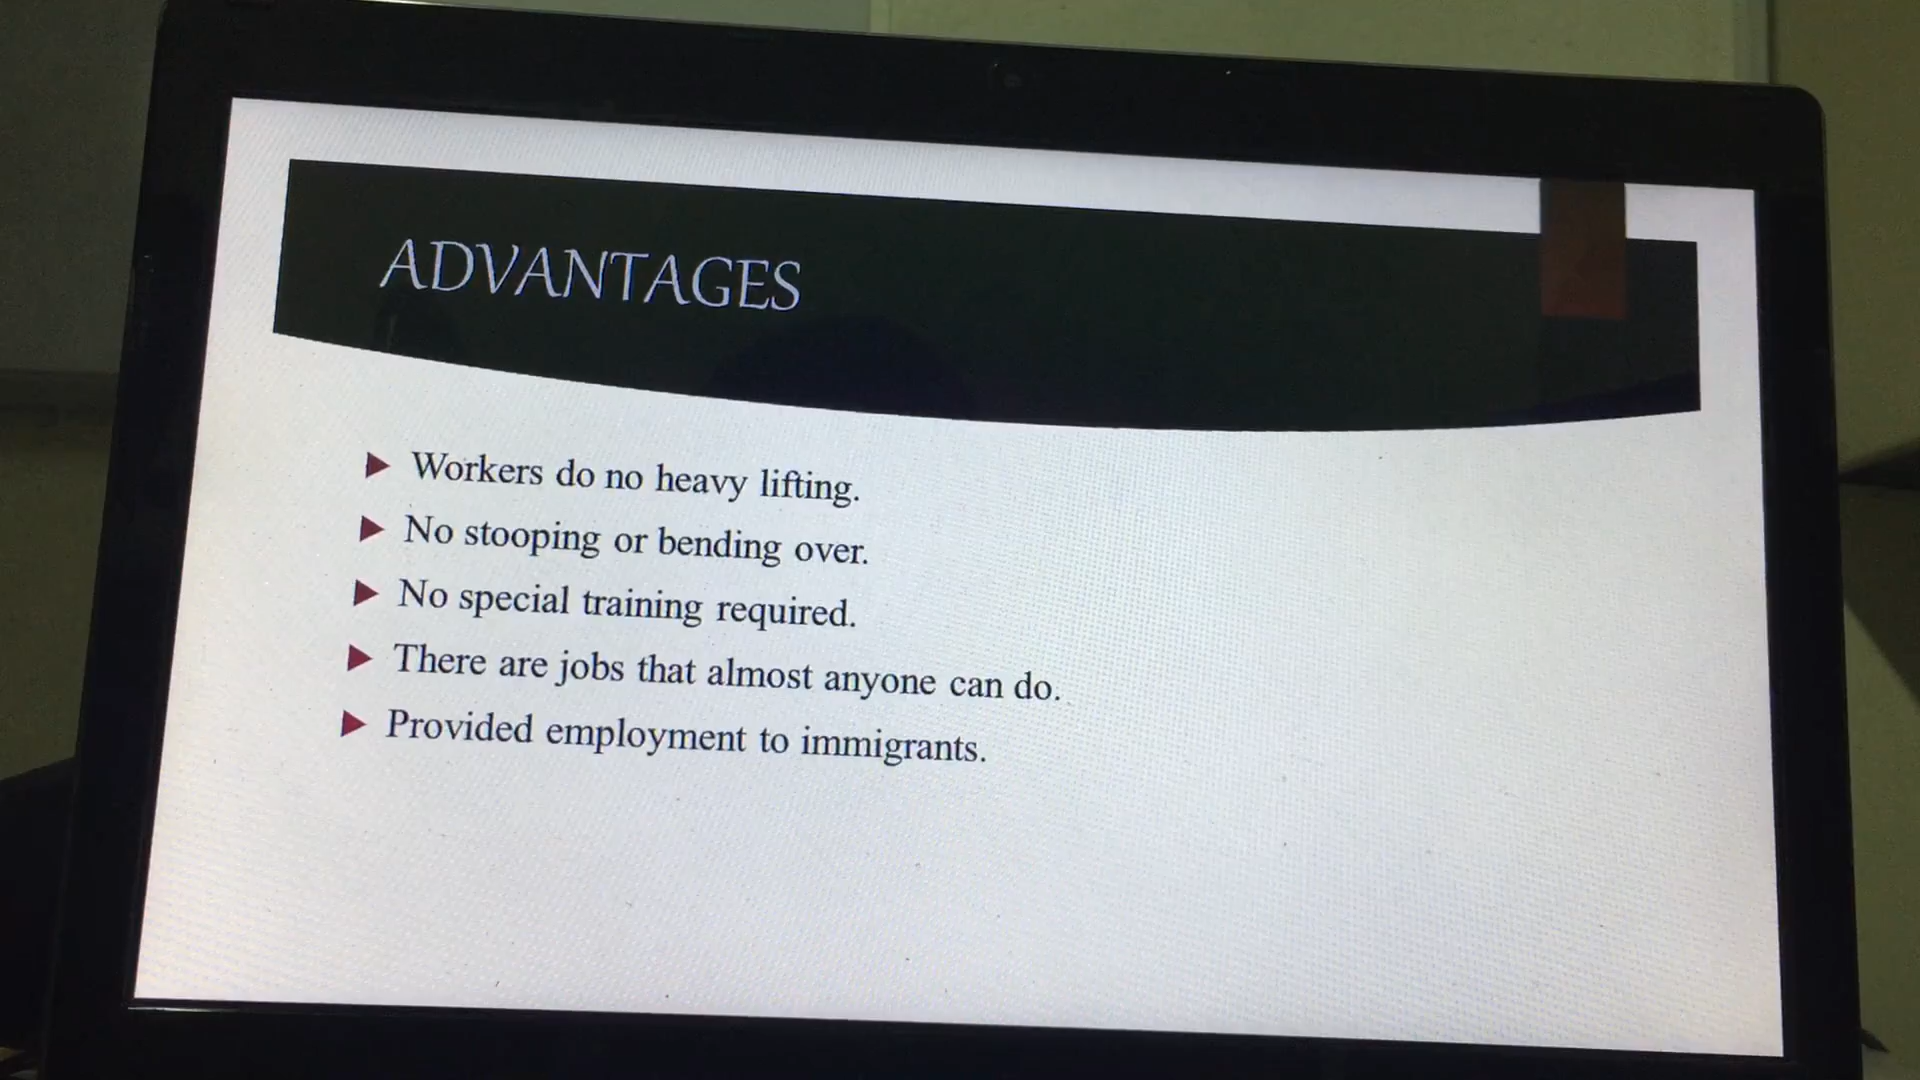 ADVANTAGES
Workers do no heavy lifting.
No stooping or bending over.
No special training required.
There are jobs that almost anyone can do.
Provided employment to immigrants.